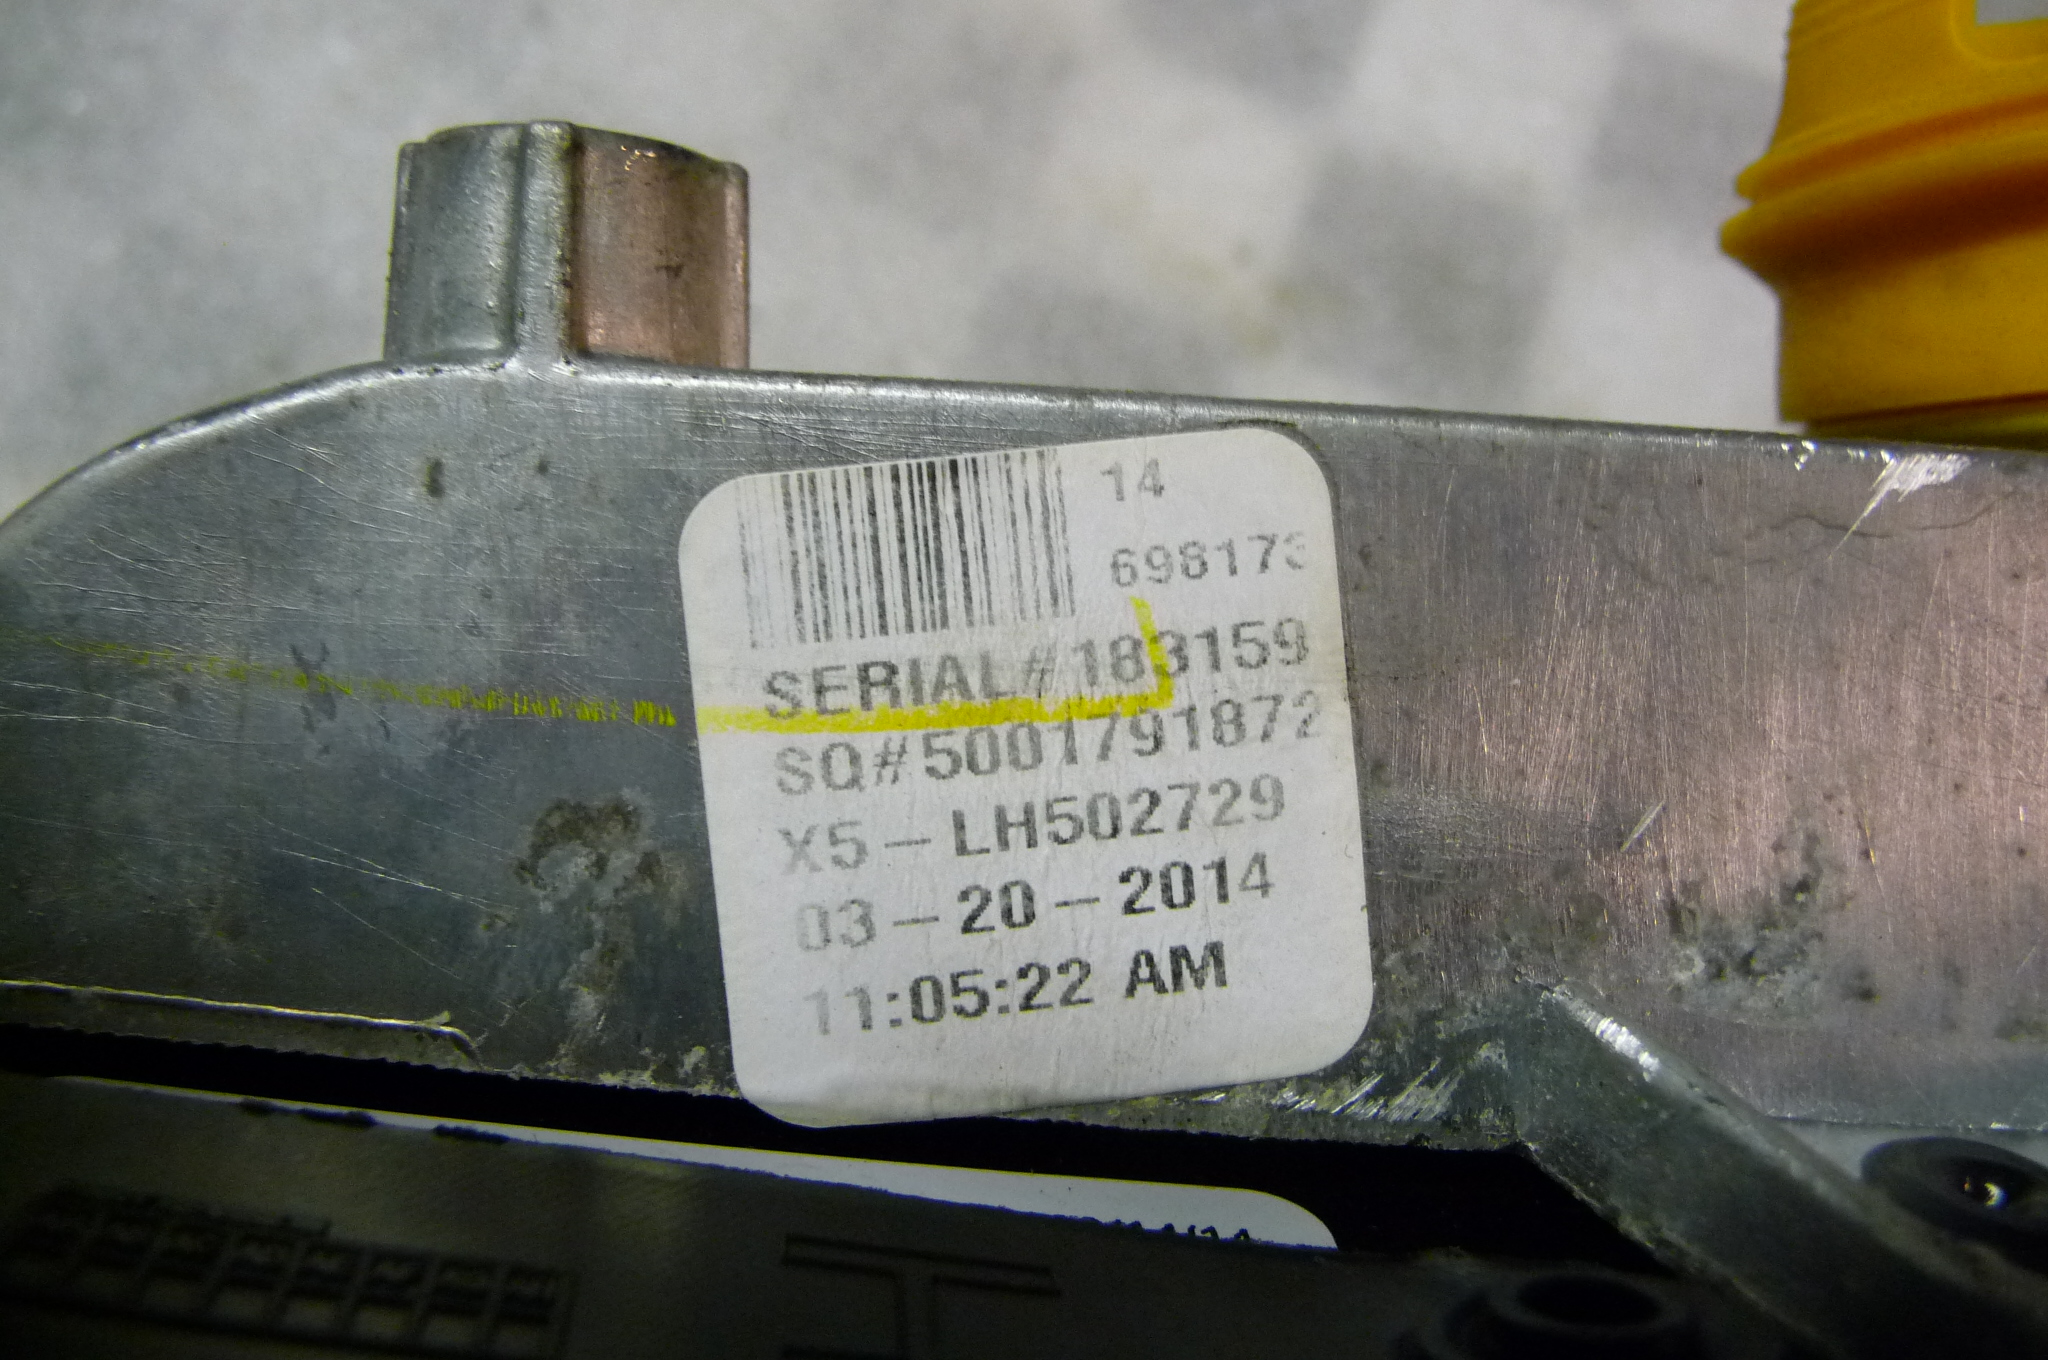 14
698173
SERIAL#183159
SQ#5001791872
X5-LH502729
03-20-2014
11:05:22 AM